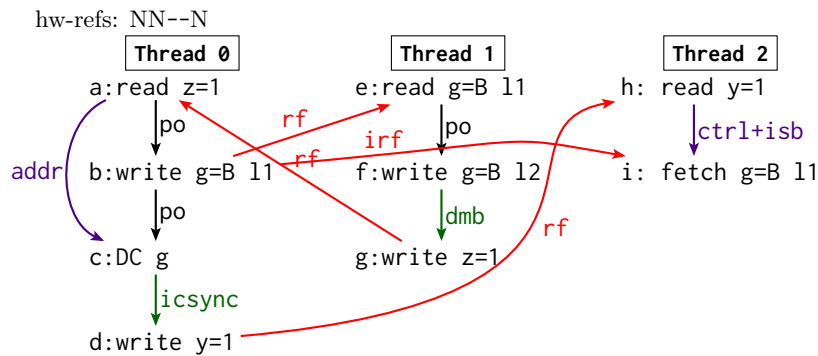 hw-refs: NN--N
Thread 0
a:read z=1
po
addr
b:write g=B l1
po
c:DC g
icsync
d:write y=1
rf
rf
irf
Thread 1
e:read g=B l1
po
f:write g=B l2
dmb
g:write z=1
rf
Thread 2
h: read y=1
ctrl+isb
i: fetch g=B l1